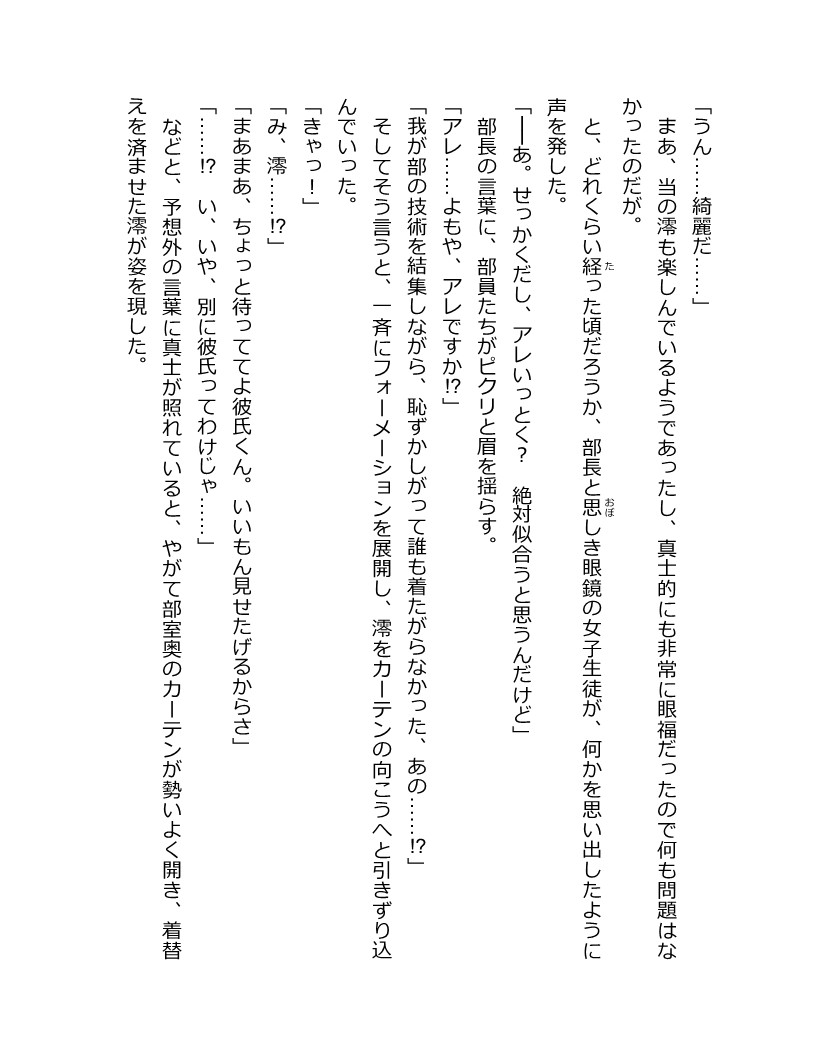 「うん……綺麗だ……」
　まあ、当の澪も楽しんでいるようであったし、真士的にも非常に眼福だったので何も問題はな
かったのだが。
　と、どれくらい経った頃だろうか、部長と思しき眼鏡の女子生徒が、何かを思い出したように
声を発した。
「――あ。せっかくだし、アレいっとく？　絶対似合うと思うんだけど」
　部長の言葉に、部員たちがピクリと眉を揺らす。
「アレ……よもや、アレですか!?」
「我が部の技術を結集しながら、恥ずかしがって誰も着たがらなかった、あの……!?」
　そしてそう言うと、一斉にフォーメーションを展開し、澪をカーテンの向こうへと引きずり込
んでいった。
「きゃっ！」
「み、澪……!?」
「まあまあ、ちょっと待っててよ彼氏くん。いいもん見せたげるからさ」
「……!?　い、いや、別に彼氏ってわけじゃ……」
　などと、予想外の言葉に真士が照れていると、やがて部室奥のカーテンが勢いよく開き、着替
えを済ませた澪が姿を現した。